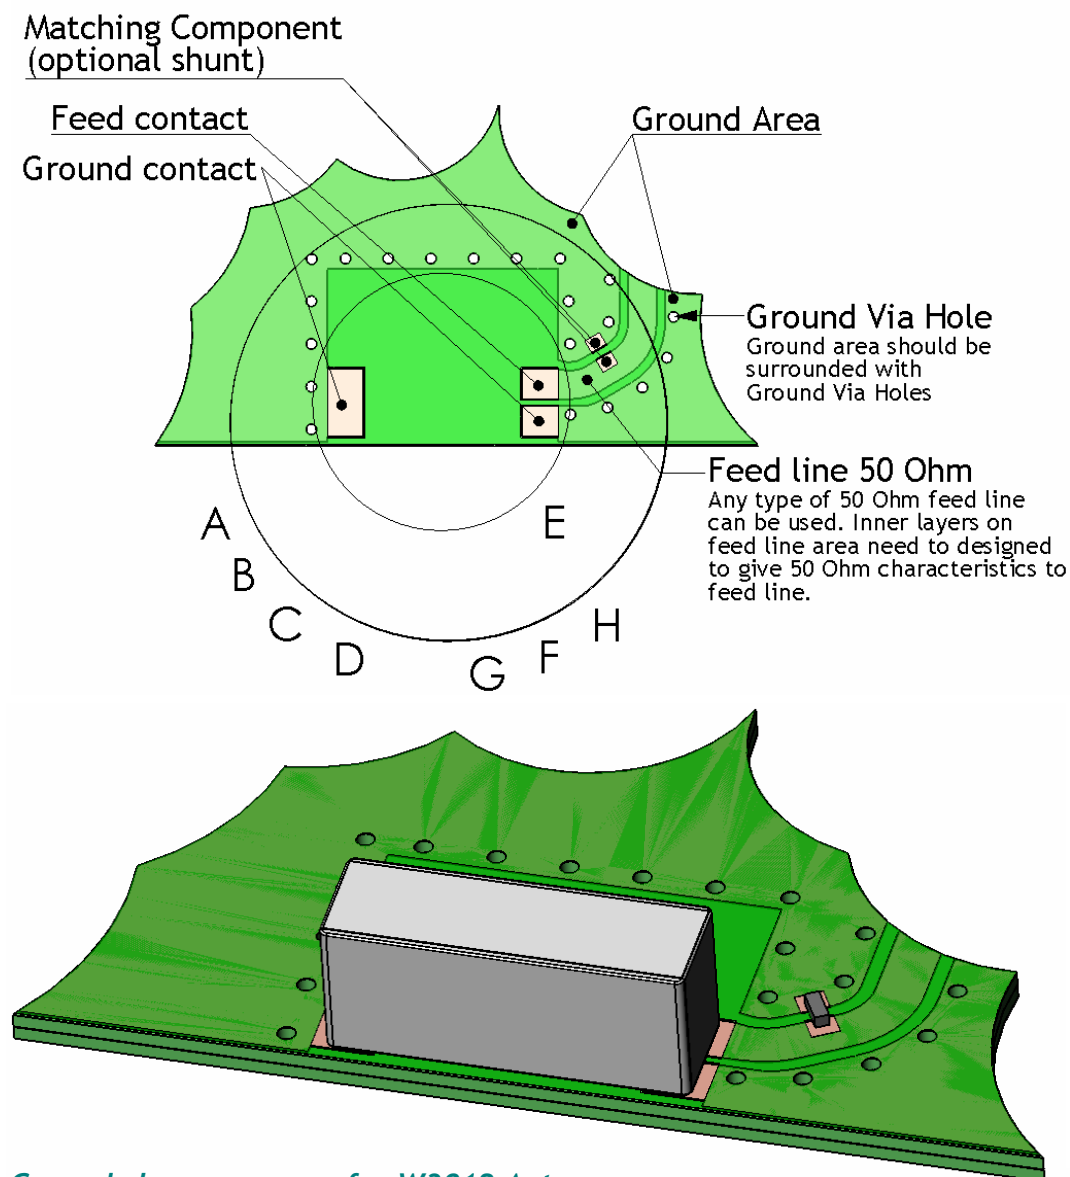 Matching Component
(optional shunt)
Feed contact
Ground contact
Ground Area
Ground Via Hole
Ground area should be
surrounded with
Ground Via Holes
Feed line 50 Ohm
Any type of 50 Ohm feed line
can be used. Inner layers on
feed line area need to designed
to give 50 Ohm characteristics to
feed line.
A
B
C
D
E
F
G
H